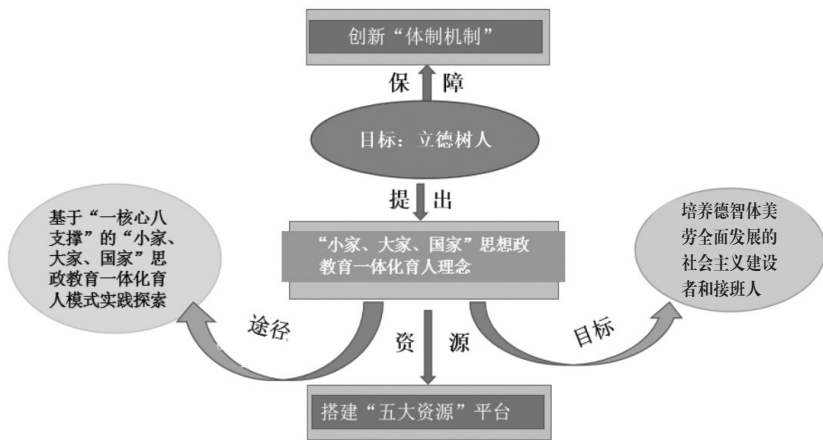 创新“体制机制”
保 障
目标：立德树人
提 出
基于“一核心八
支撑”的“小家、
大家、国家”思
政教育一体化育
人模式实践探索
“小家、大家、国家”思想政
教育一体化育人理念
培养德智体美
劳全面发展的
社会主义建设
者和接班人
途径
资 源
目标
搭建“五大资源”平台